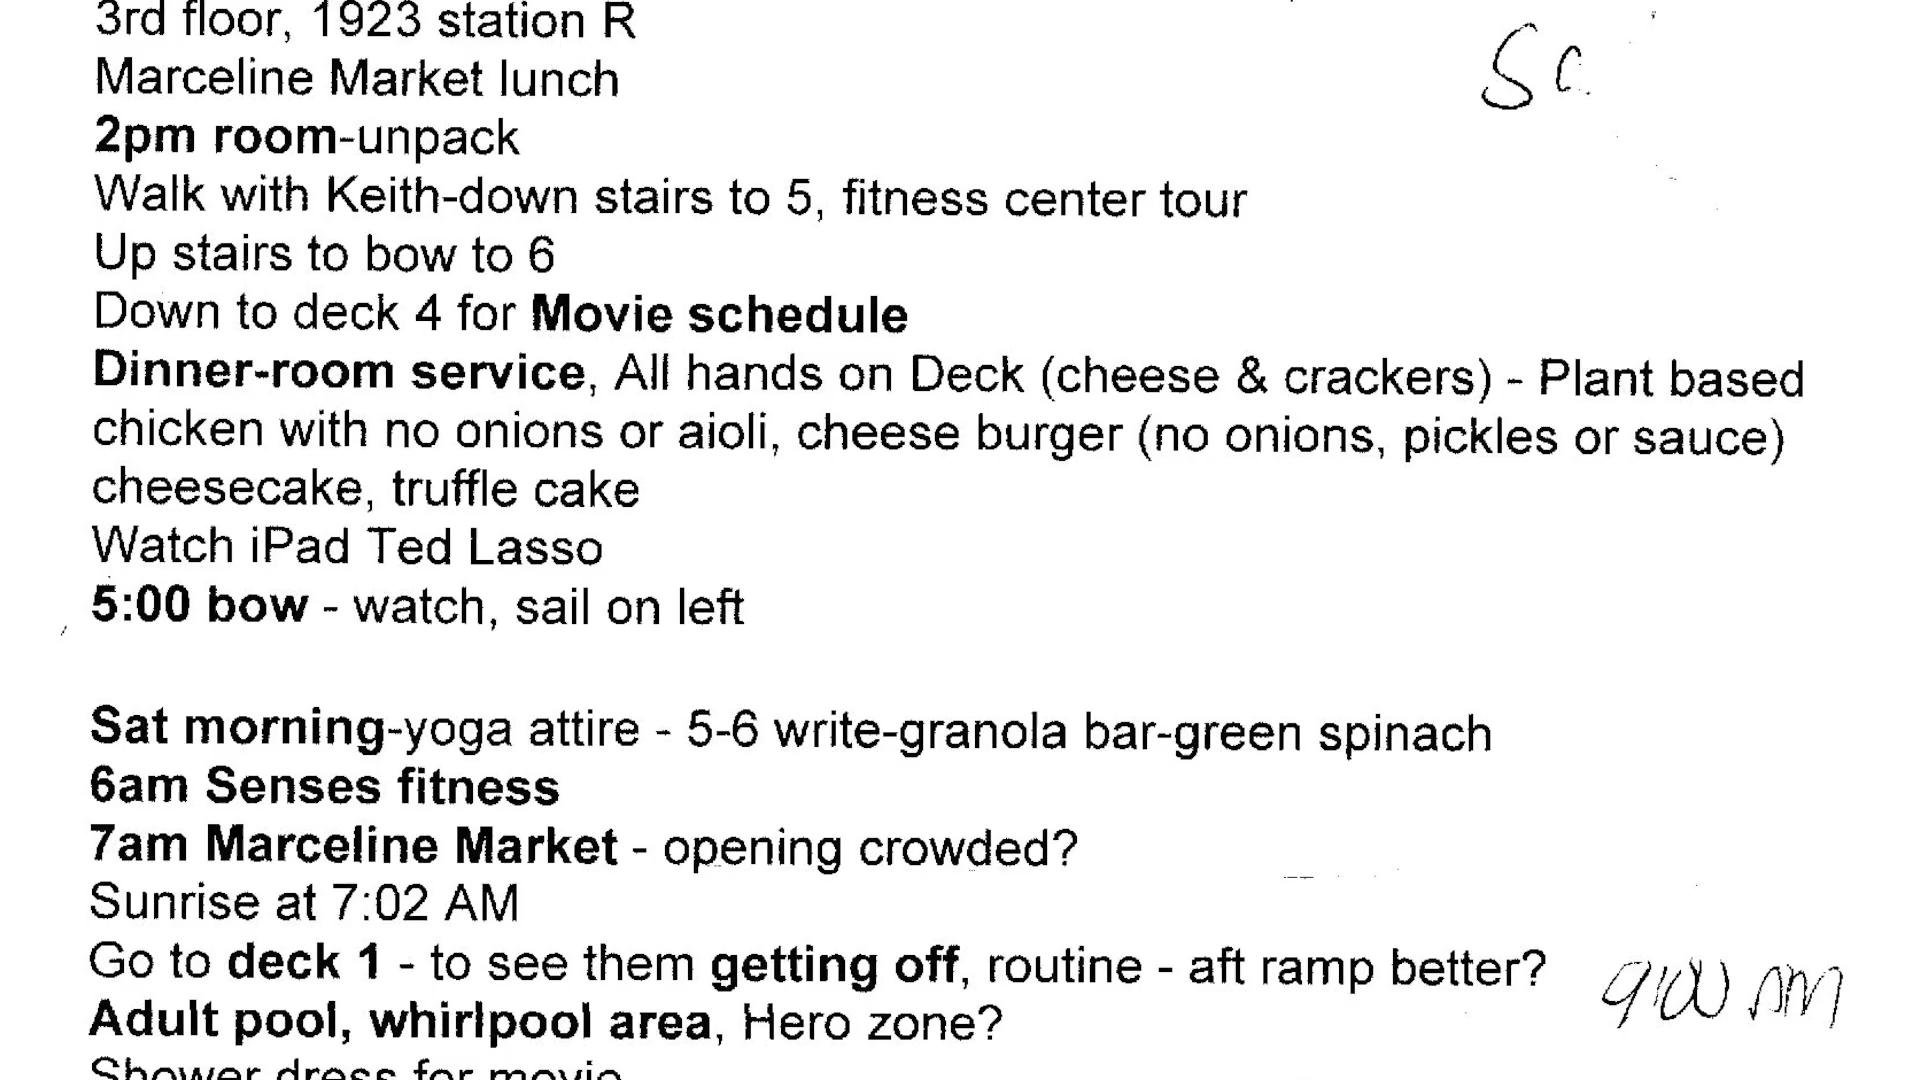 3rd floor, 1923 station R
Marceline Market lunch
2pm room-unpack
Walk with Keith-down stairs to 5, fitness center tour
Up stairs to bow to 6
Down to deck 4 for Movie schedule
Dinner-room service, All hands on Deck (cheese & crackers) - Plant based
chicken with no onions or aioli, cheese burger (no onions, pickles or sauce)
cheesecake, truffle cake
Watch iPad Ted Lasso
5:00 bow - watch, sail on left
Sat morning-yoga attire - 5-6 write-granola bar-green spinach
6am Senses fitness
7am Marceline Market - opening crowded?
Sunrise at 7:02 AM
Go to deck 1 - to see them getting off, routine - aft ramp better?
9:00 AM
Adult pool, whirlpool area, Hero zone?
Shower dress for movie